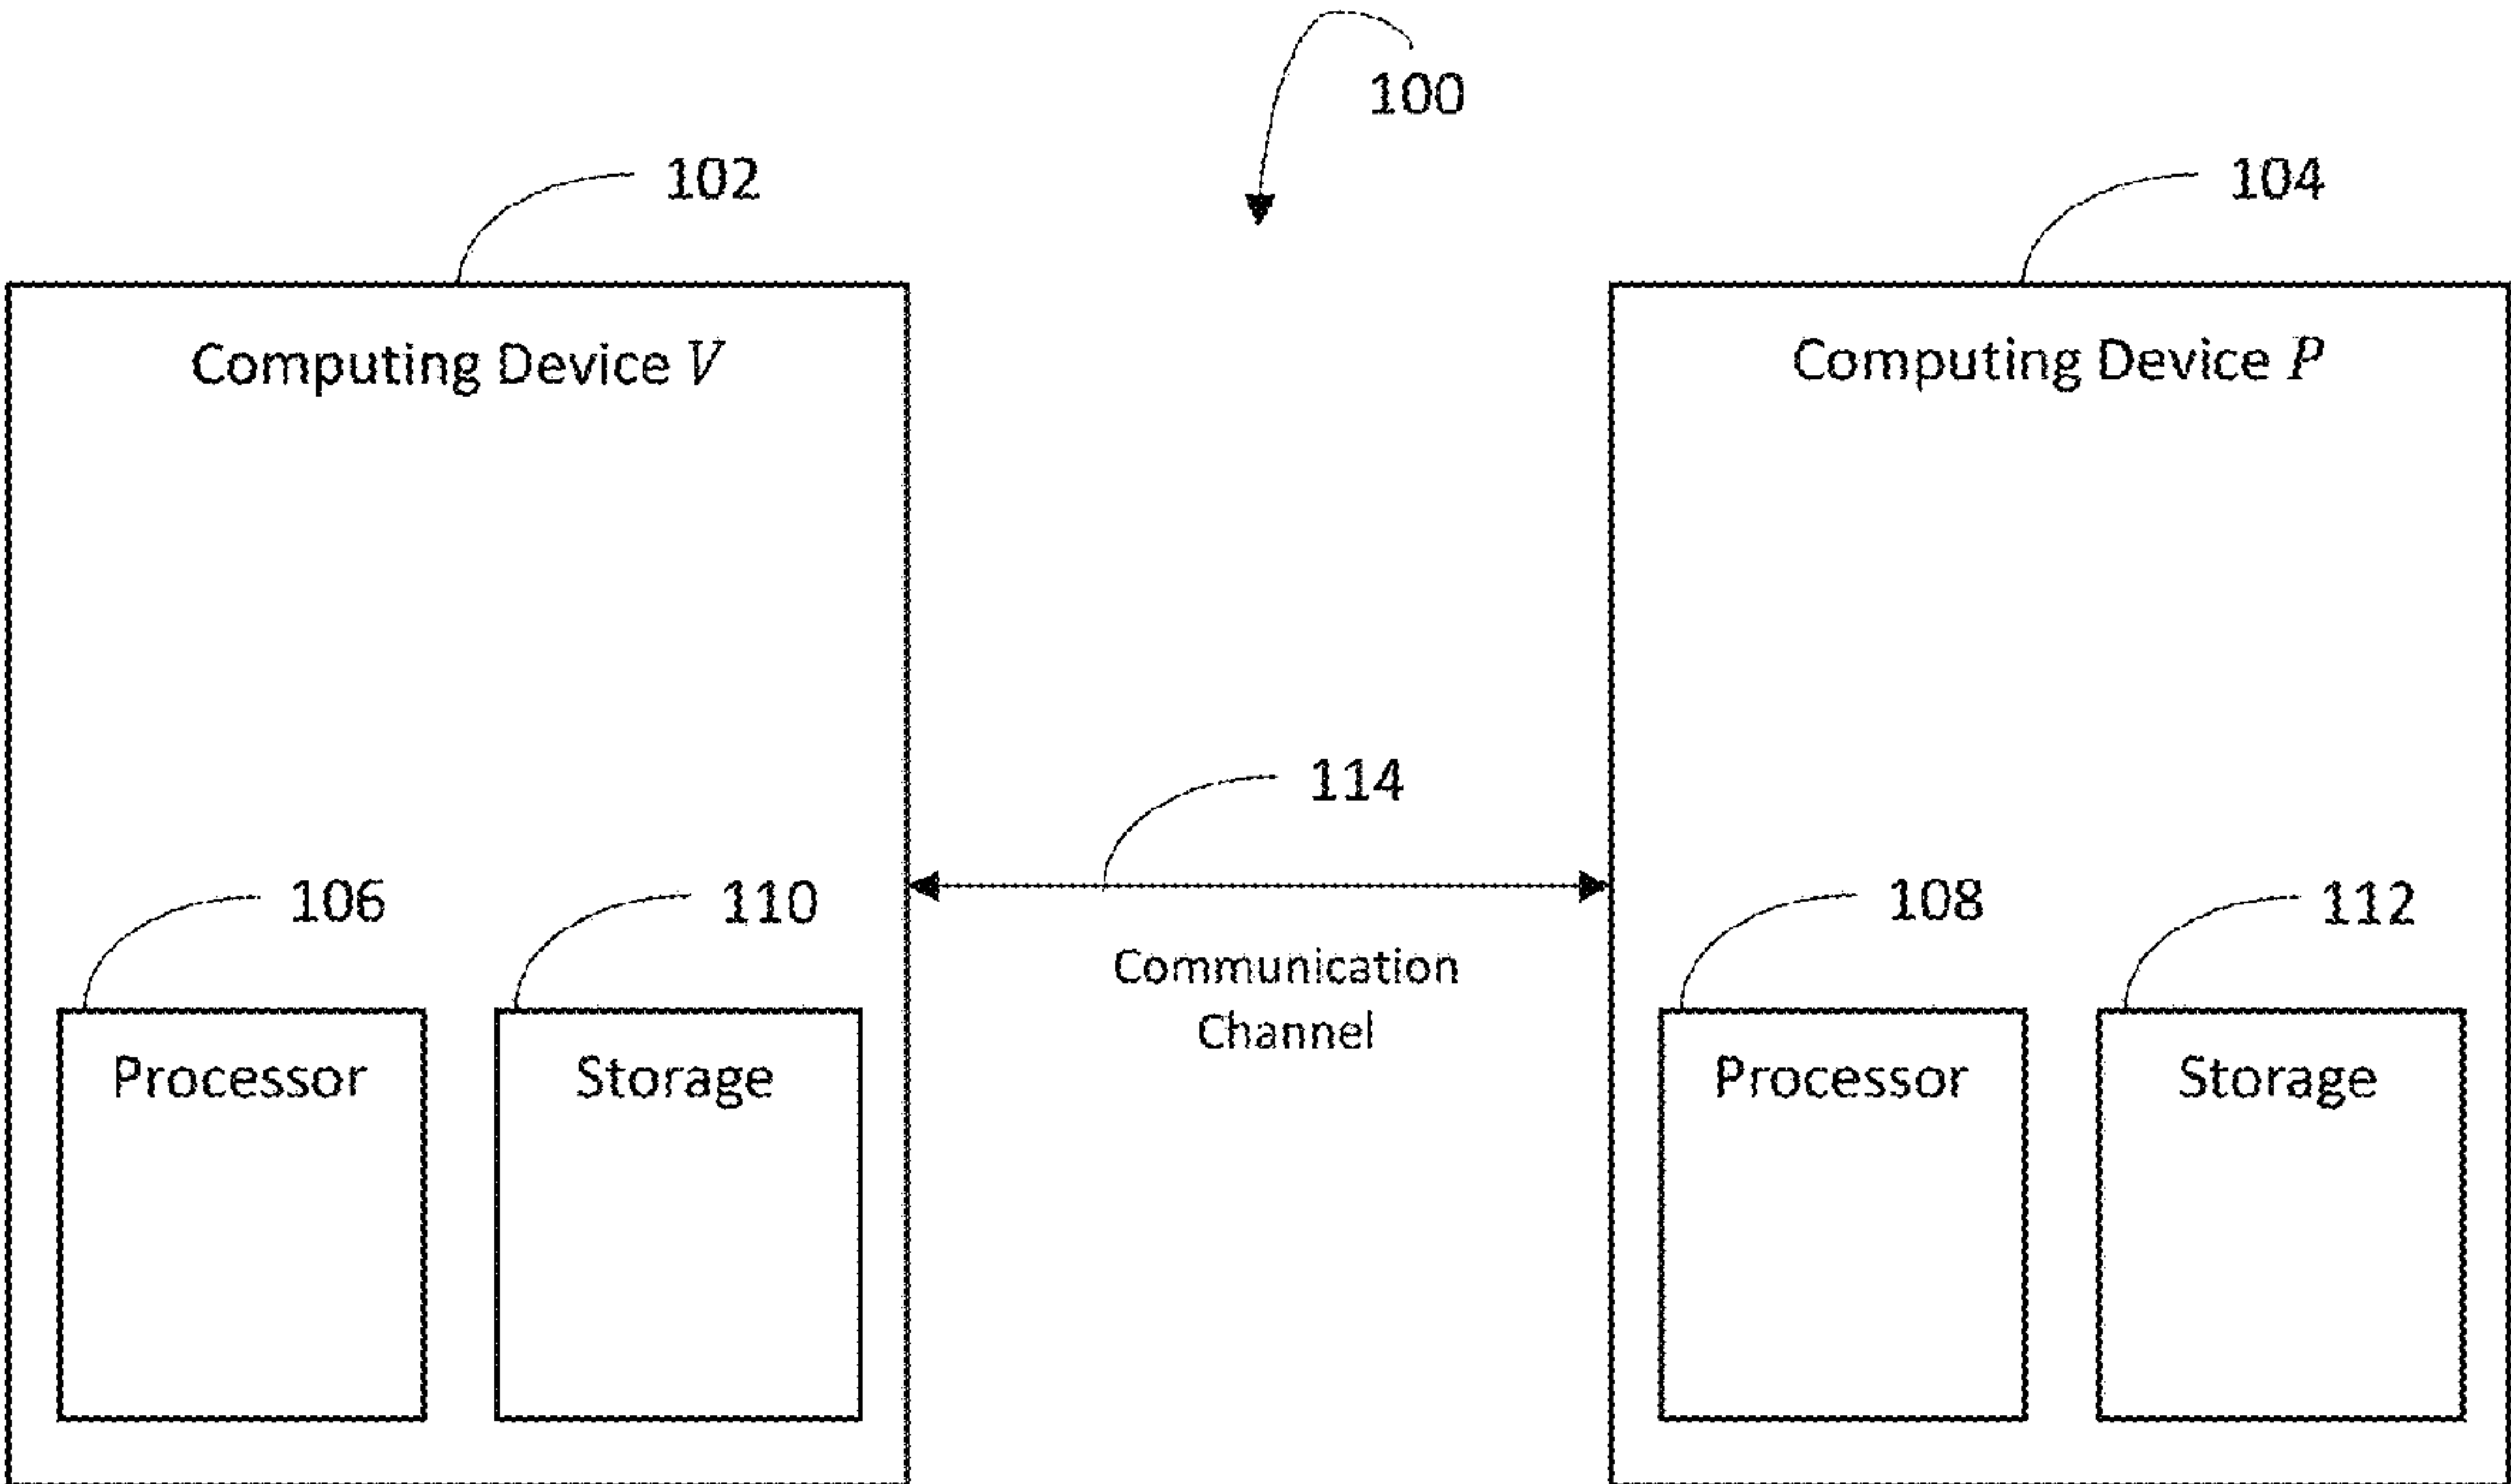 100
102
104
Computing Device V
Computing Device P
114
106
110
108
112
Communication
Channel
Processor
Storage
Processor
Storage